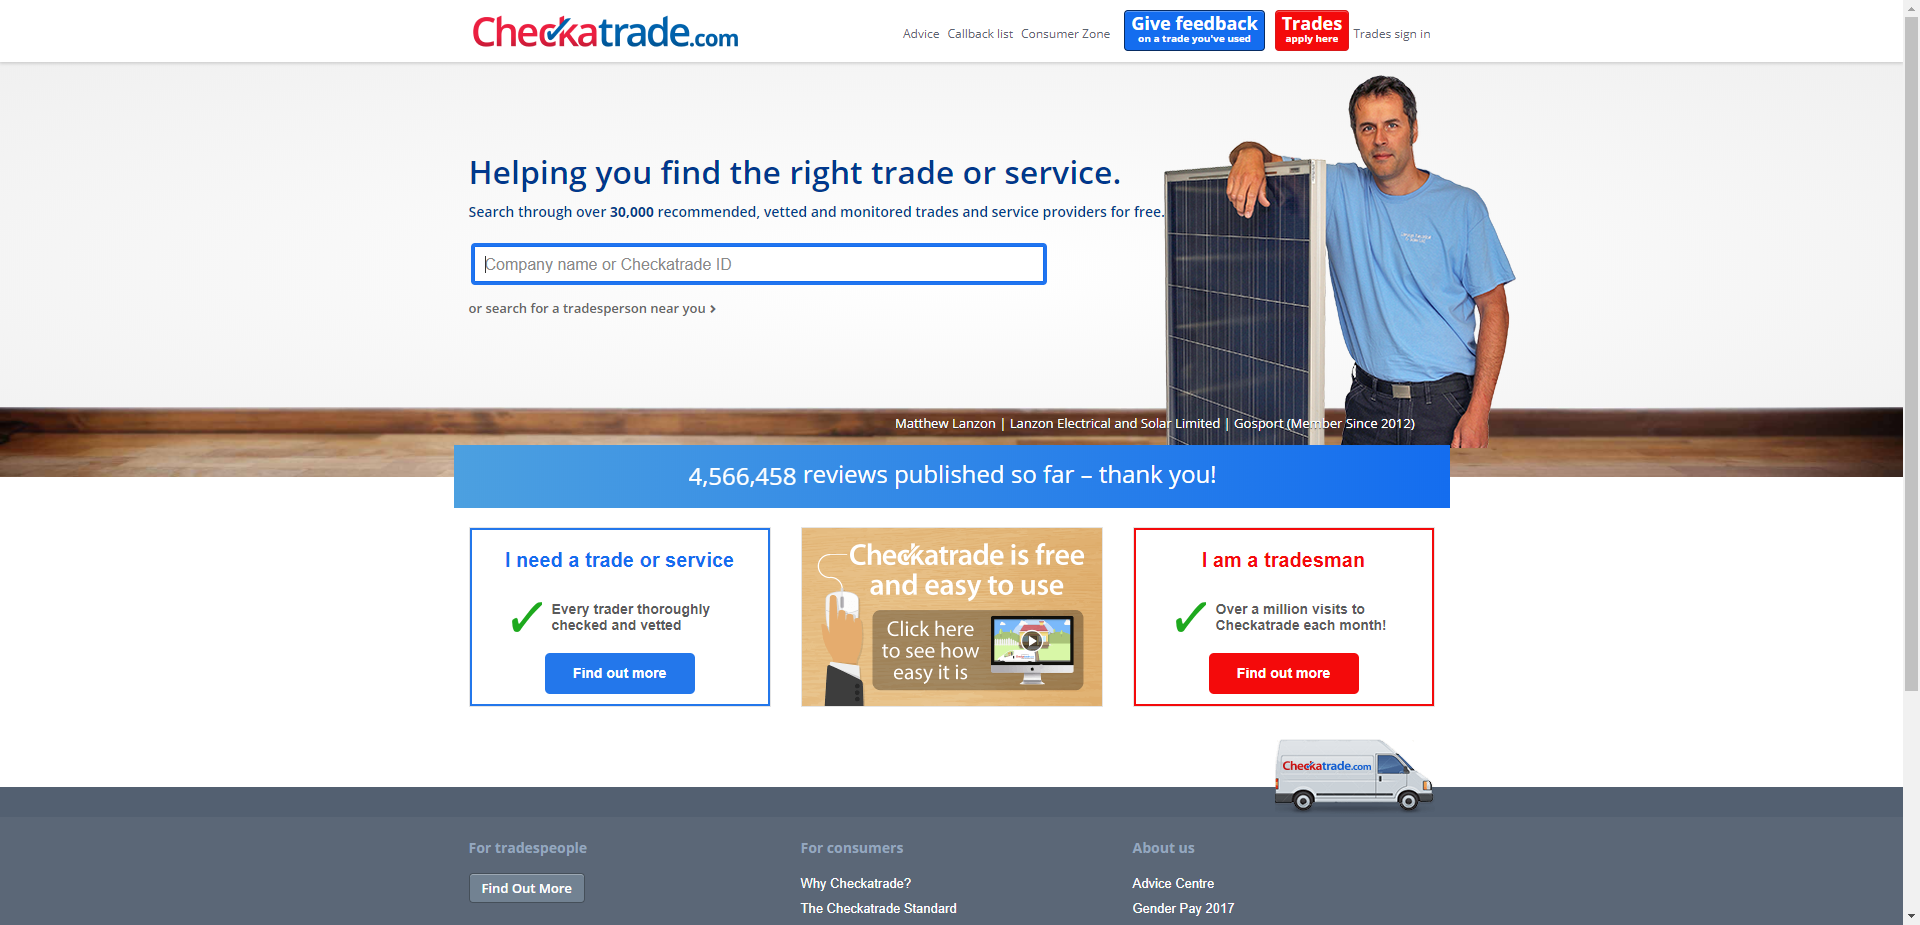 Checkatrade.com
Advice
Callback list
Consumer Zone
Give feedback
on a trade you've used
Trades
apply here
Trades sign in
Helping you find the right trade or service.
Search through over 30,000 recommended, vetted and monitored trades and service providers for free.
Company name or Checkatrade ID
or search for a tradesperson near you
Matthew Lanzon | Lanzon Electrical and Solar Limited | Gosport (Member Since 2012)
4,566,458 reviews published so far – thank you!
I need a trade or service
Every trader thoroughly
checked and vetted
Find out more
Checkatrade is free
and easy to use
Click here
to see how
easy it is
I am a tradesman
Over a million visits to
Checkatrade each month!
Find out more
Checkatrade.com
For tradespeople
Find Out More
For consumers
Why Checkatrade?
The Checkatrade Standard
About us
Advice Centre
Gender Pay 2017